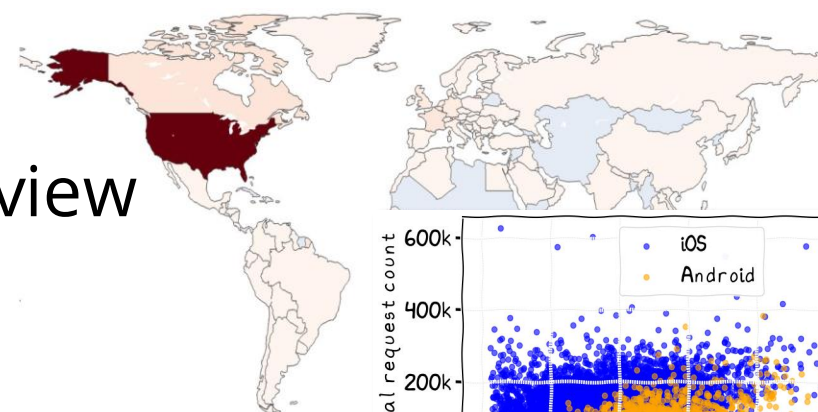 view
al request count
600k
400k
200k
iOS
Android